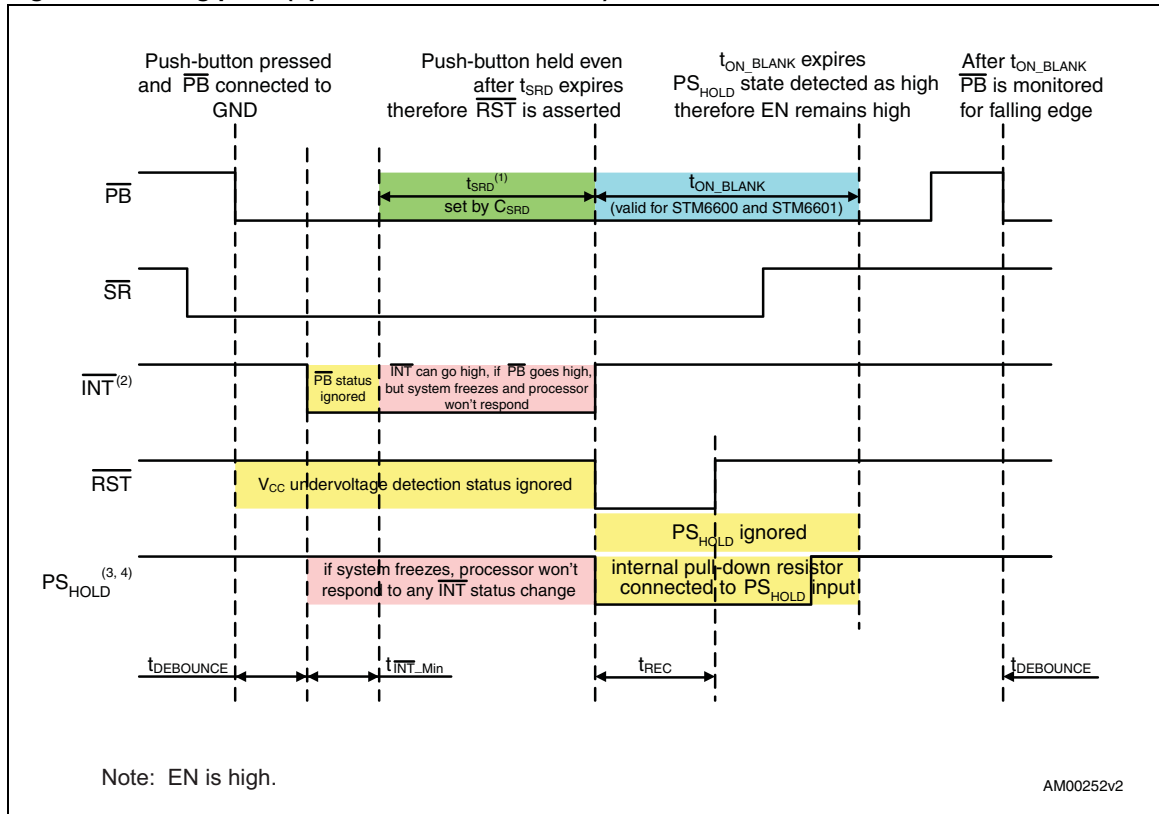 Push-button pressed
and PB connected to
GND
Push-button held even
after tSRD expires
therefore RST is asserted
tON_BLANK expires
PSHOLD state detected as high
therefore EN remains high
After tON_BLANK
PB is monitored
for falling edge
PB
tSRD(1)
set by CSRD
tON_BLANK
(valid for STM6600 and STM6601)
SR
INT(2)
PB status
ignored
INT can go high, if PB goes high,
but system freezes and processor
won't respond
RST
VCC undervoltage detection status ignored
PSHOLD ignored
PSHOLD(3, 4)
if system freezes, processor won't
respond to any INT status change
internal pull-down resistor
connected to PSHOLD input
tDEBOUNCE
tINT_Min
tREC
tDEBOUNCE
Note: EN is high.
AM00252v2